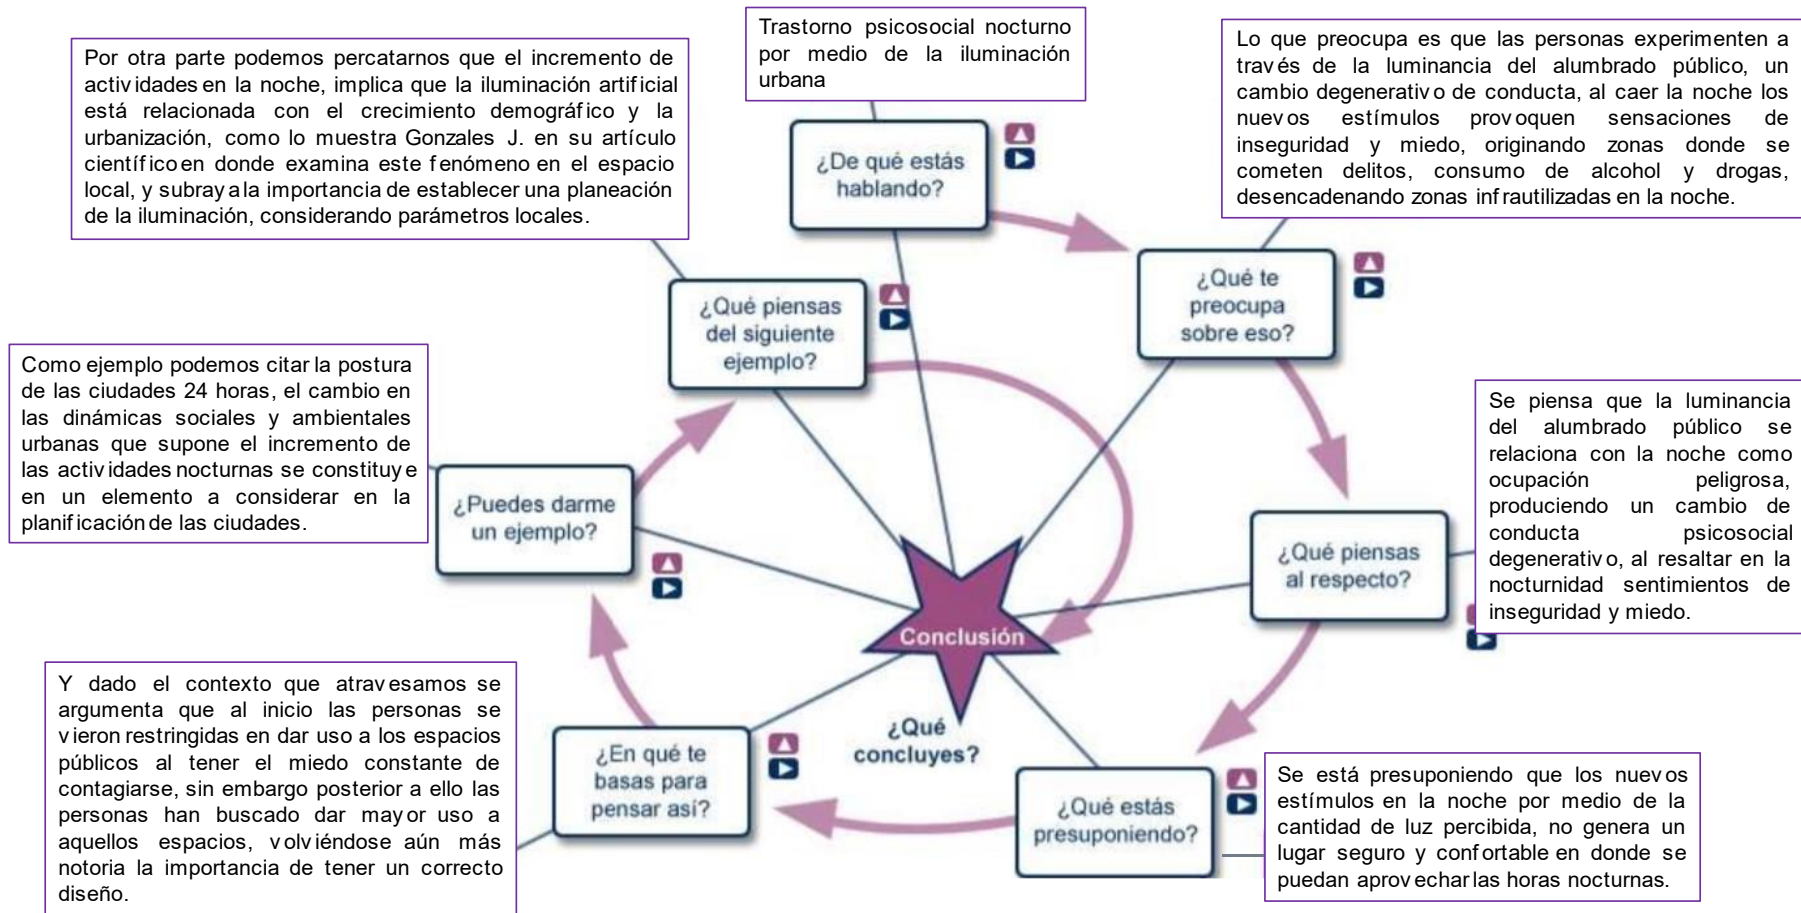 Trastorno psicosocial nocturno
por medio de la iluminación
urbana
¿De qué estás
hablando?
Lo que preocupa es que las personas experimenten a
través de la luminancia del alumbrado público, un
cambio degenerativo de conducta, al caer la noche los
nuevos estímulos provoquen sensaciones de
inseguridad y miedo, originando zonas donde se
cometen delitos, consumo de alcohol y drogas,
desencadenando zonas infrautilizadas en la noche.
¿Qué te
preocupa
sobre eso?
Se piensa que la luminancia
del alumbrado público se
relaciona con la noche como
ocupación peligrosa,
produciendo un cambio de
conducta psicosocial
degenerativo, al resaltar en la
nocturnidad sentimientos de
inseguridad y miedo.
¿Qué piensas
al respecto?
Se está presuponiendo que los nuevos
estímulos en la noche por medio de la
cantidad de luz percibida, no genera un
lugar seguro y confortable en donde se
puedan aprovechar las horas nocturnas.
¿Qué estás
presuponiendo?
Y dado el contexto que atravesamos se
argumenta que al inicio las personas se
vieron restringidas en dar uso a los espacios
públicos al tener el miedo constante de
contagiarse, sin embargo posterior a ello las
personas han buscado dar mayor uso a
aquellos espacios, volviéndose aún más
notoria la importancia de tener un correcto
diseño.
¿En qué te
basas para
pensar así?
Como ejemplo podemos citar la postura
de las ciudades 24 horas, el cambio en
las dinámicas sociales y ambientales
urbanas que supone el incremento de
las actividades nocturnas se constituye
en un elemento a considerar en la
planificación de las ciudades.
¿Puedes darme
un ejemplo?
Por otra parte podemos percatarnos que el incremento de
actividades en la noche, implica que la iluminación artificial
está relacionada con el crecimiento demográfico y la
urbanización, como lo muestra Gonzales J. en su artículo
científico en donde examina este fenómeno en el espacio
local, y subraya la importancia de establecer una planeación
de la iluminación, considerando parámetros locales.
¿Qué piensas
del siguiente
ejemplo?
Conclusión
¿Qué
concluyes?